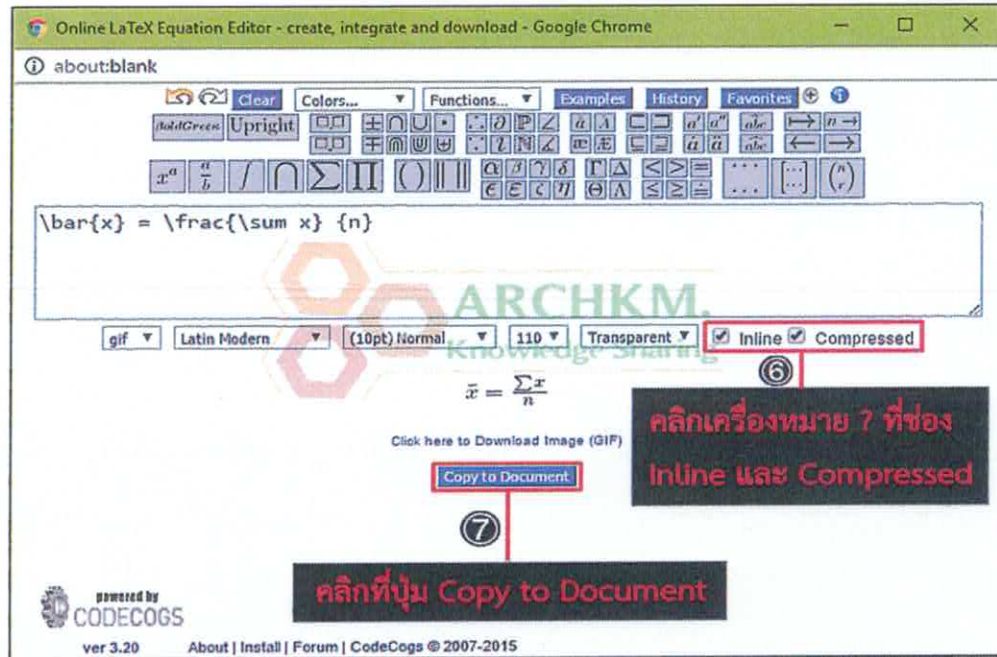 Online LaTeX Equation Editor - create, integrate and download - Google Chrome
about:blank
Clear Colors... Functions... Examples History Favorites
BoldGreek Upright
\bar{x} = \frac{\sum x} {n}
ARCHKM.
Knowledge Sharing
gif Latin Modern (10pt) Normal 110 Transparent Inline Compressed
x̄ = ∑x / n
⑥
คลิกเครื่องหมาย ? ที่ช่อง
Inline และ Compressed
Click here to Download Image (GIF)
Copy to Document
⑦
คลิกที่ปุ่ม Copy to Document
powered by
CODECOGS
ver 3.20 About | Install | Forum | CodeCogs © 2007-2015